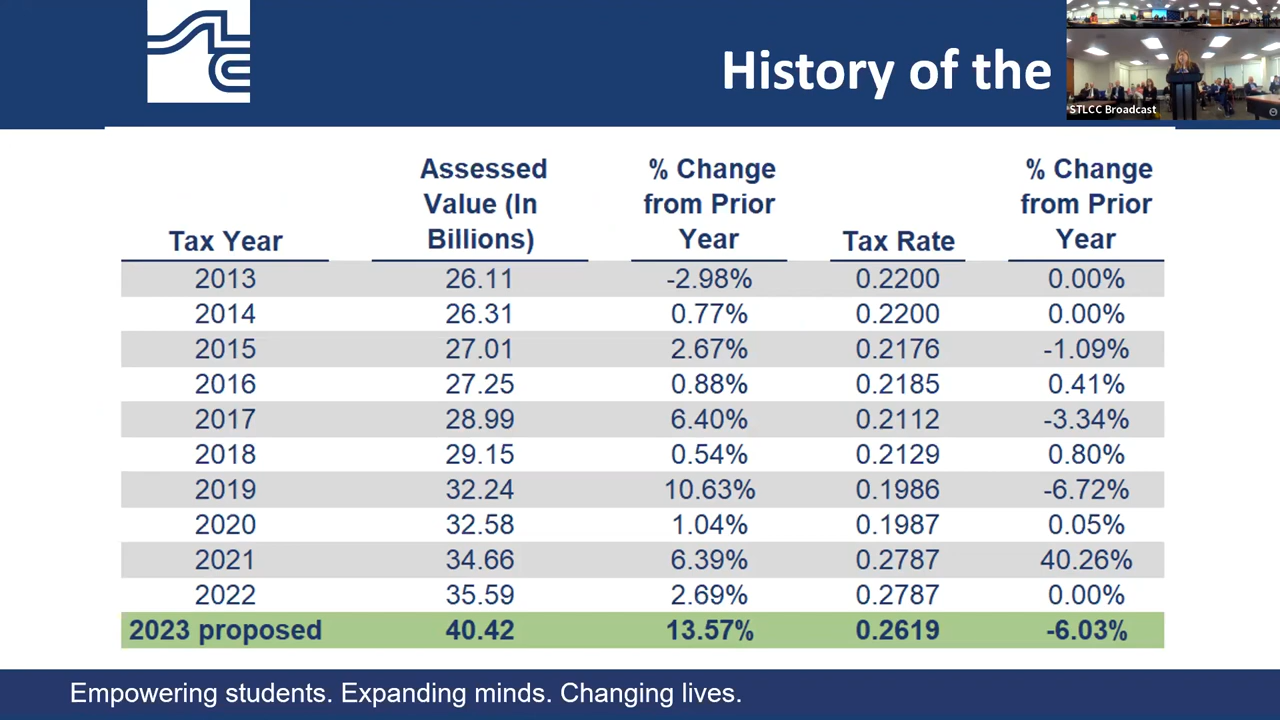 History of the
STLCC Broadcast
Assessed % Change % Change
Value (In from Prior from Prior
Tax Year Billions) Year Tax Rate Year
2013 26.11 -2.98% 0.2200 0.00%
2014 26.31 0.77% 0.2200 0.00%
2015 27.01 2.67% 0.2176 -1.09%
2016 27.25 0.88% 0.2185 0.41%
2017 28.99 6.40% 0.2112 -3.34%
2018 29.15 0.54% 0.2129 0.80%
2019 32.24 10.63% 0.1986 -6.72%
2020 32.58 1.04% 0.1987 0.05%
2021 34.66 6.39% 0.2787 40.26%
2022 35.59 2.69% 0.2787 0.00%
2023 proposed 40.42 13.57% 0.2619 -6.03%
Empowering students. Expanding minds. Changing lives.